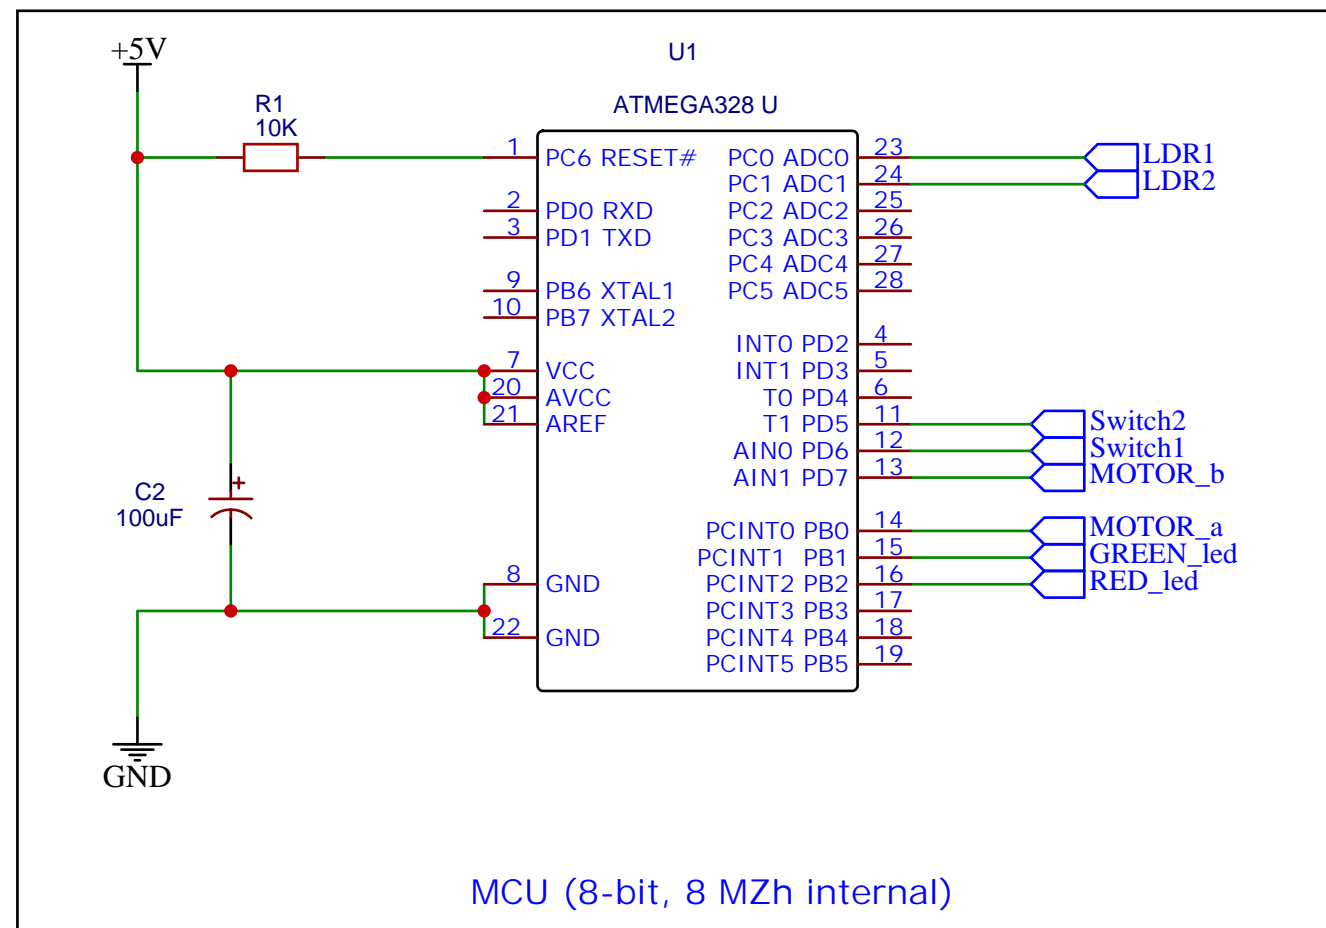 +5V
U1
ATMEGA328 U
R1
10K
1 PC6 RESET#
2 PD0 RXD
3 PD1 TXD
9 PB6 XTAL1
10 PB7 XTAL2
7 VCC
20 AVCC
21 AREF
8 GND
22 GND
PC0 ADC0 23 LDR1
PC1 ADC1 24 LDR2
PC2 ADC2 25
PC3 ADC3 26
PC4 ADC4 27
PC5 ADC5 28
INT0 PD2 4
INT1 PD3 5
T0 PD4 6
T1 PD5 11 Switch2
AIN0 PD6 12 Switch1
AIN1 PD7 13 MOTOR_b
PCINT0 PB0 14 MOTOR_a
PCINT1 PB1 15 GREEN_led
PCINT2 PB2 16 RED_led
PCINT3 PB3 17
PCINT4 PB4 18
PCINT5 PB5 19
+
C2
100uF
GND
MCU (8-bit, 8 MZh internal)